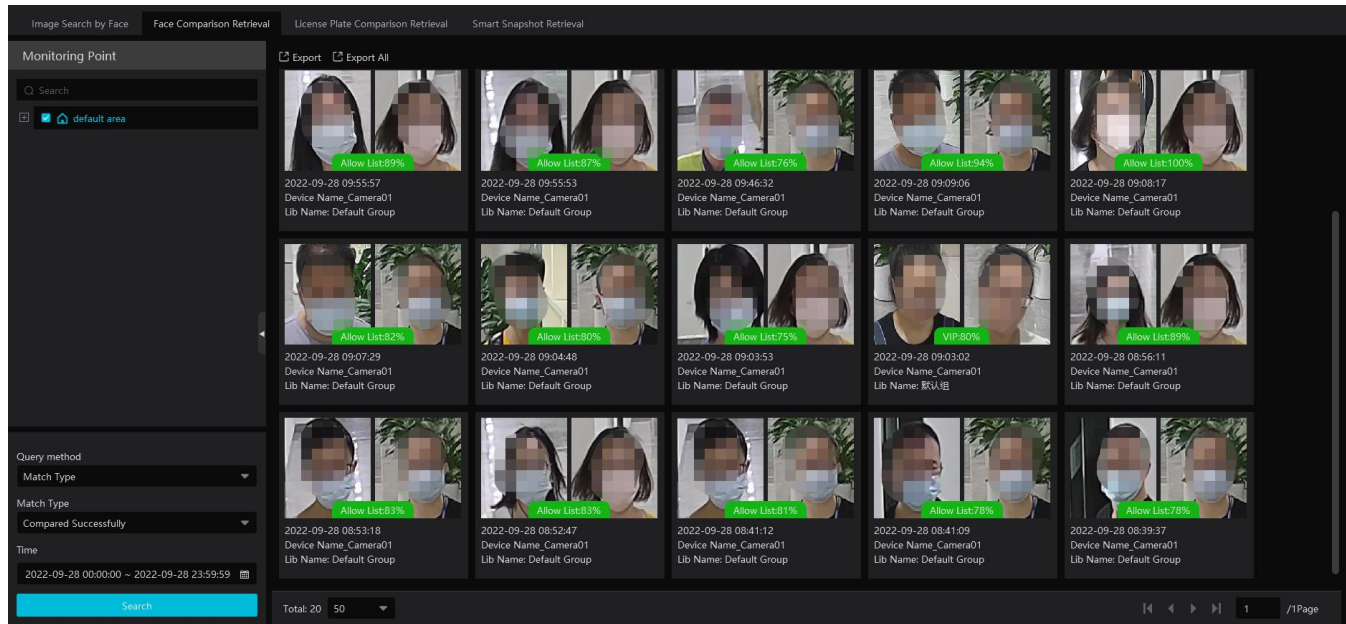 Image Search by Face Face Comparison Retrieval License Plate Comparison Retrieval Smart Snapshot Retrieval
Monitoring Point
Search
default area
Query method
Match Type
Match Type
Compared Successfully
Time
2022-09-28 00:00:00 ~ 2022-09-28 23:59:59
Search
Export Export All
Allow List:89% Allow List:87% Allow List:76% Allow List:94% Allow List:100%
2022-09-28 09:55:57 2022-09-28 09:55:53 2022-09-28 09:46:32 2022-09-28 09:09:06 2022-09-28 09:08:17
Device Name_Camera01 Device Name_Camera01 Device Name_Camera01 Device Name_Camera01 Device Name_Camera01
Lib Name: Default Group Lib Name: Default Group Lib Name: Default Group Lib Name: Default Group Lib Name: Default Group
Allow List:82% Allow List:80% Allow List:75% VIP:80% Allow List:89%
2022-09-28 09:07:29 2022-09-28 09:04:48 2022-09-28 09:03:53 2022-09-28 09:03:02 2022-09-28 08:56:11
Device Name_Camera01 Device Name_Camera01 Device Name_Camera01 Device Name_Camera01 Device Name_Camera01
Lib Name: Default Group Lib Name: Default Group Lib Name: Default Group Lib Name: 默认组 Lib Name: Default Group
Allow List:83% Allow List:83% Allow List:81% Allow List:78% Allow List:78%
2022-09-28 08:53:18 2022-09-28 08:52:47 2022-09-28 08:41:12 2022-09-28 08:41:09 2022-09-28 08:39:37
Device Name_Camera01 Device Name_Camera01 Device Name_Camera01 Device Name_Camera01 Device Name_Camera01
Lib Name: Default Group Lib Name: Default Group Lib Name: Default Group Lib Name: Default Group Lib Name: Default Group
Total: 20 50 1 /1Page